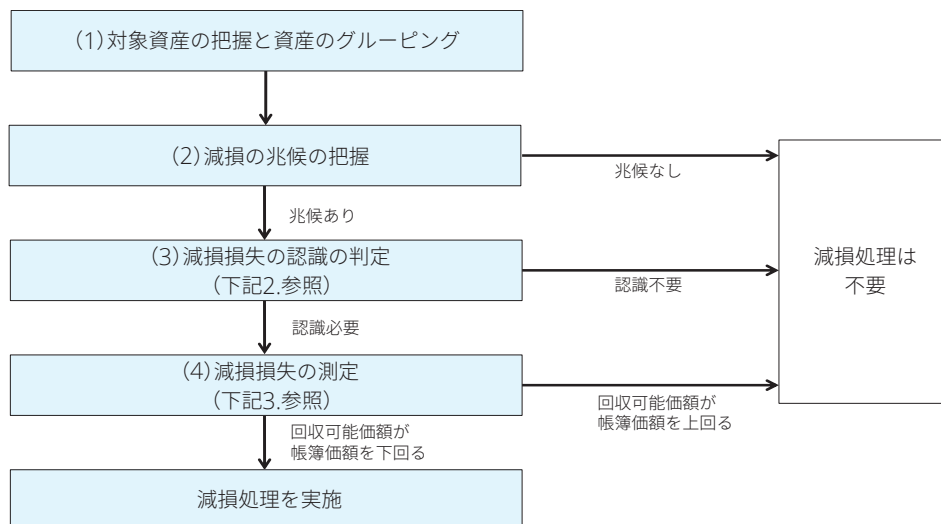 (1)対象資産の把握と資産のグルーピング
(2)減損の兆候の把握
兆候なし
兆候あり
(3)減損損失の認識の判定
(下記2.参照)
認識不要
減損処理は
不要
認識必要
(4)減損損失の測定
(下記3.参照)
回収可能価額が
帳簿価額を上回る
回収可能価額が
帳簿価額を下回る
減損処理を実施